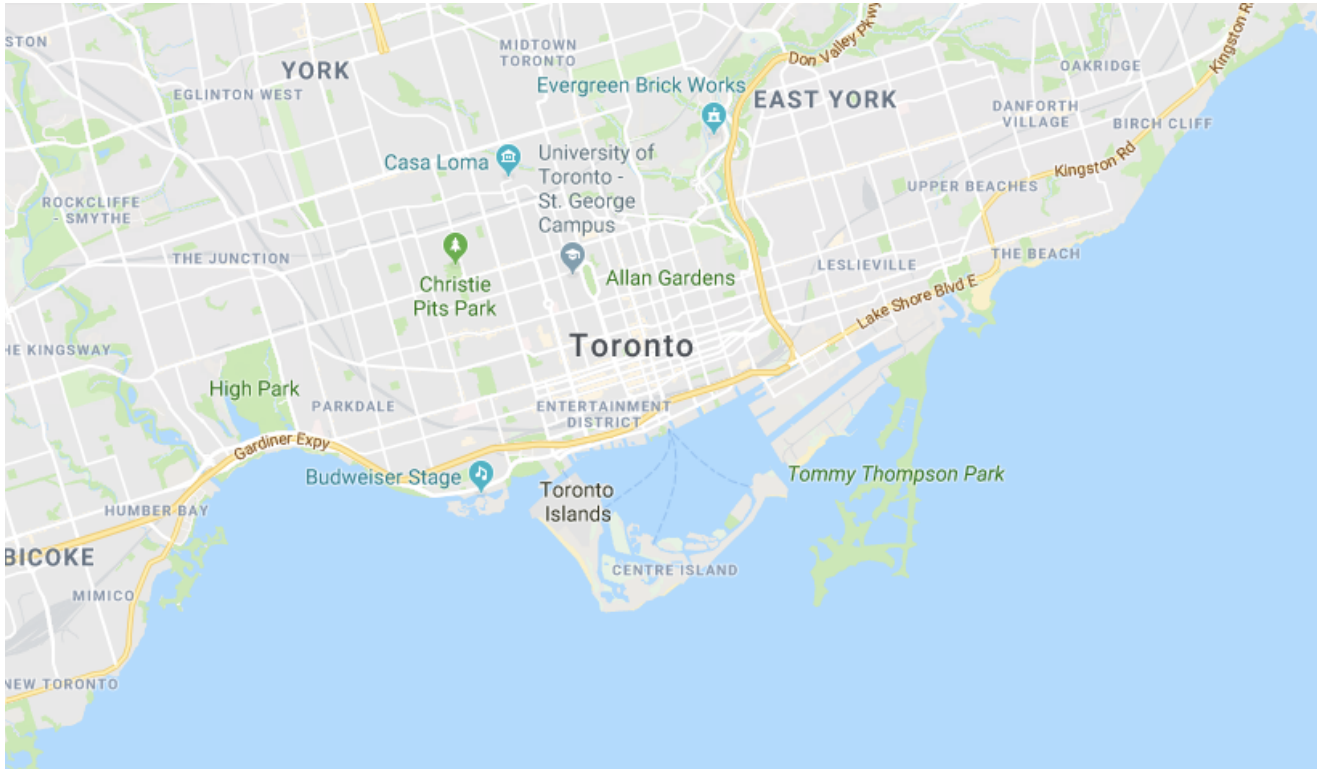 STON
YORK
MIDTOWN
TORONTO
Don Valley Pkwy
Kingston R
OAKRIDGE
EGLINTON WEST
Evergreen Brick Works
EAST YORK
DANFORTH
VILLAGE
BIRCH CLIFF
Casa Loma
University of
Toronto -
St. George
Campus
Kingston Rd
UPPER BEACHES
ROCKCLIFFE
- SMYTHE
THE JUNCTION
Christie
Pits Park
Allan Gardens
LESLIEVILLE
THE BEACH
Lake Shore Blvd E
Toronto
HE KINGSWAY
High Park
PARKDALE
ENTERTAINMENT
DISTRICT
Gardiner Expy
Budweiser Stage
Toronto
Islands
Tommy Thompson Park
HUMBER BAY
BICOKE
CENTRE ISLAND
MIMICO
NEW TORONTO